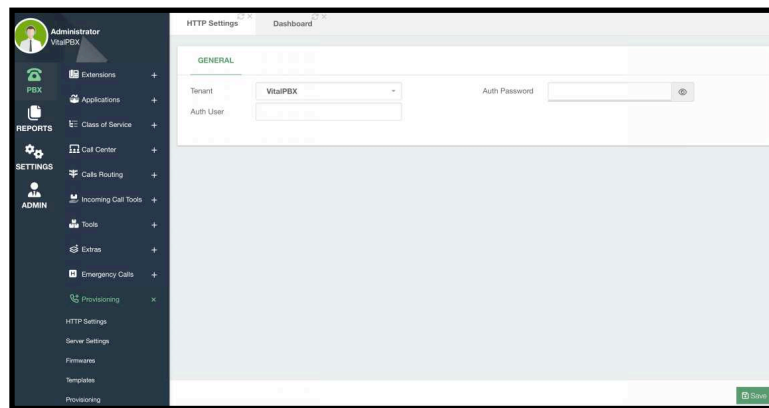 Administrator
VitalPBX
PBX
REPORTS
SETTINGS
ADMIN
Extensions
Applications
Class of Service
Call Center
Calls Routing
Incoming Call Tools
Tools
Extras
Emergency Calls
Provisioning
HTTP Settings
Server Settings
Firmwares
Templates
Provisioning
HTTP Settings
Dashboard
GENERAL
Tenant
VitalPBX
Auth Password
Auth User
Save